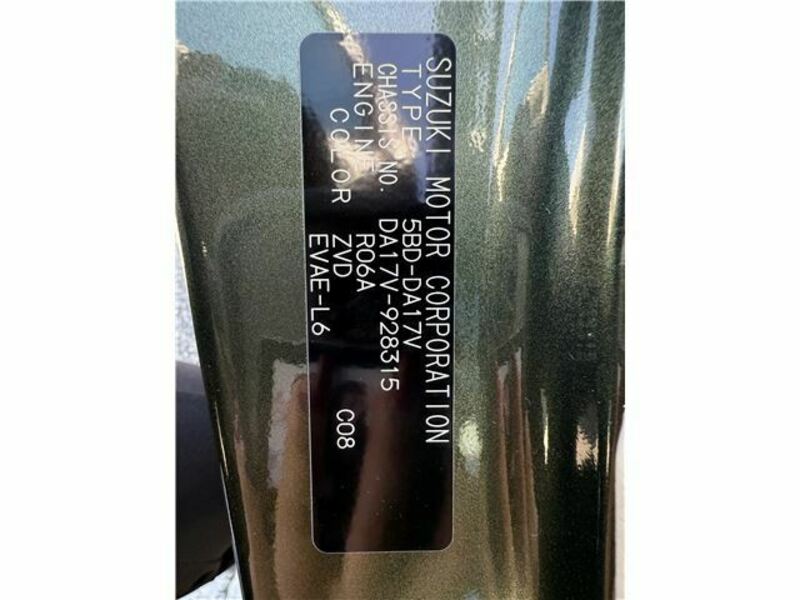 SUZUKI MOTOR CORPORATION
TYPE 5BD-DA17V
CHASSIS NO. DA17V-928315
ENGINE R06A
COLOR ZVD C08
EVAE-L6